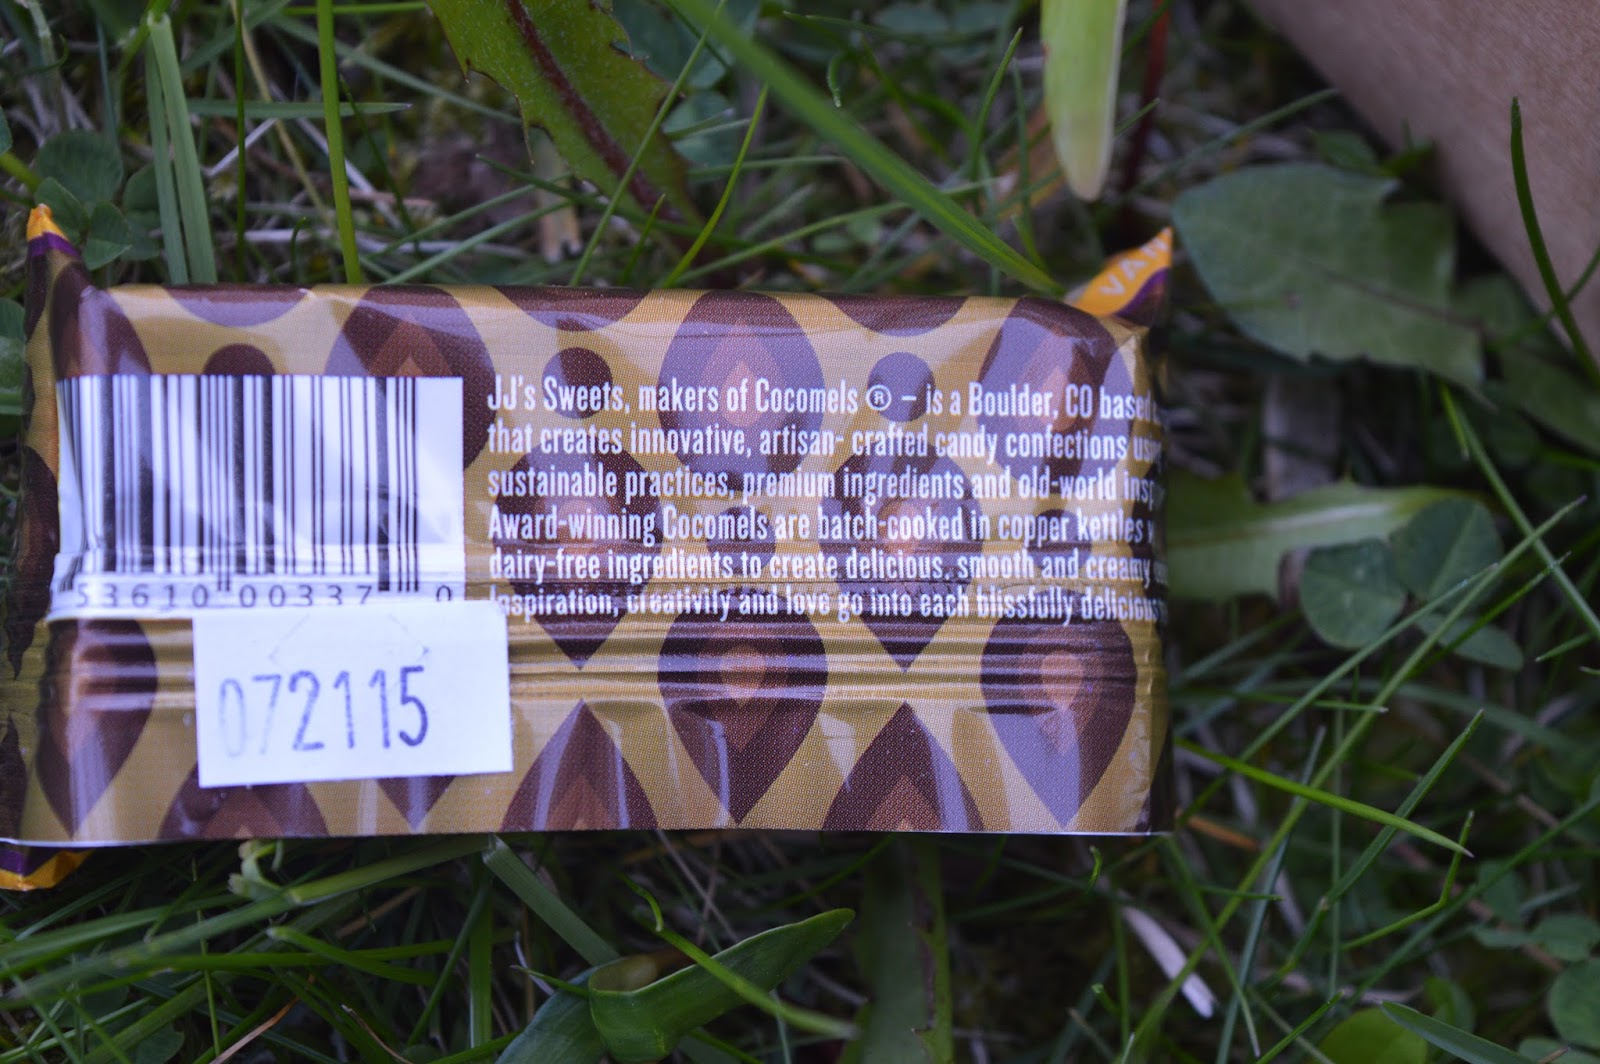 VAN
JJ's Sweets, makers of Cocomels ® – is a Boulder, CO based
that creates innovative, artisan- crafted candy confections
sustainable practices, premium ingredients and old-world
Award-winning Cocomels are batch-cooked in copper kettles
dairy-free ingredients to create delicious, smooth and creamy
Inspiration, creativity and love go into each blissfully delicious
53610 00337 0
072115